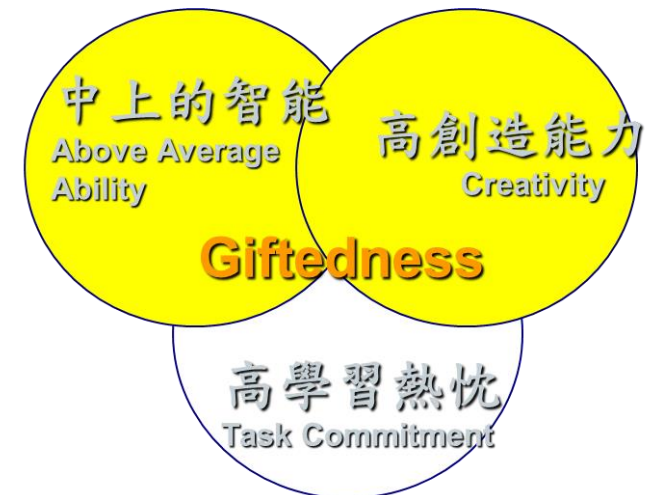 中上的智能
Above Average
Ability
高創造能力
Creativity
Giftedness
高學習熱忱
Task Commitment